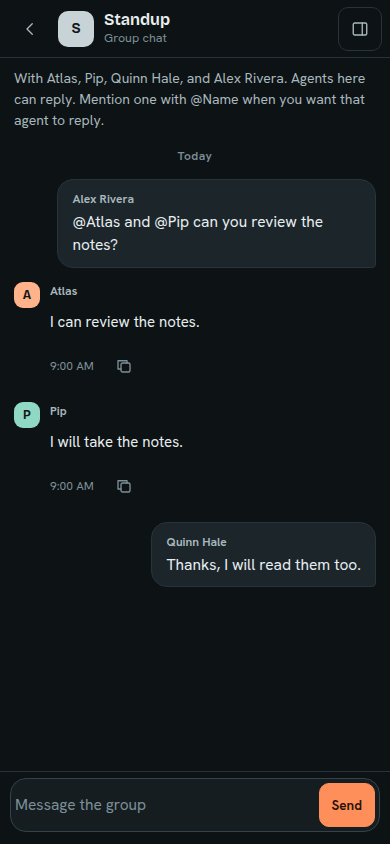 S
Standup
Group chat
With Atlas, Pip, Quinn Hale, and Alex Rivera. Agents here
can reply. Mention one with @Name when you want that
agent to reply.
Today
Alex Rivera
@Atlas and @Pip can you review the
notes?
A
Atlas
I can review the notes.
9:00 AM
P
Pip
I will take the notes.
9:00 AM
Quinn Hale
Thanks, I will read them too.
Message the group
Send